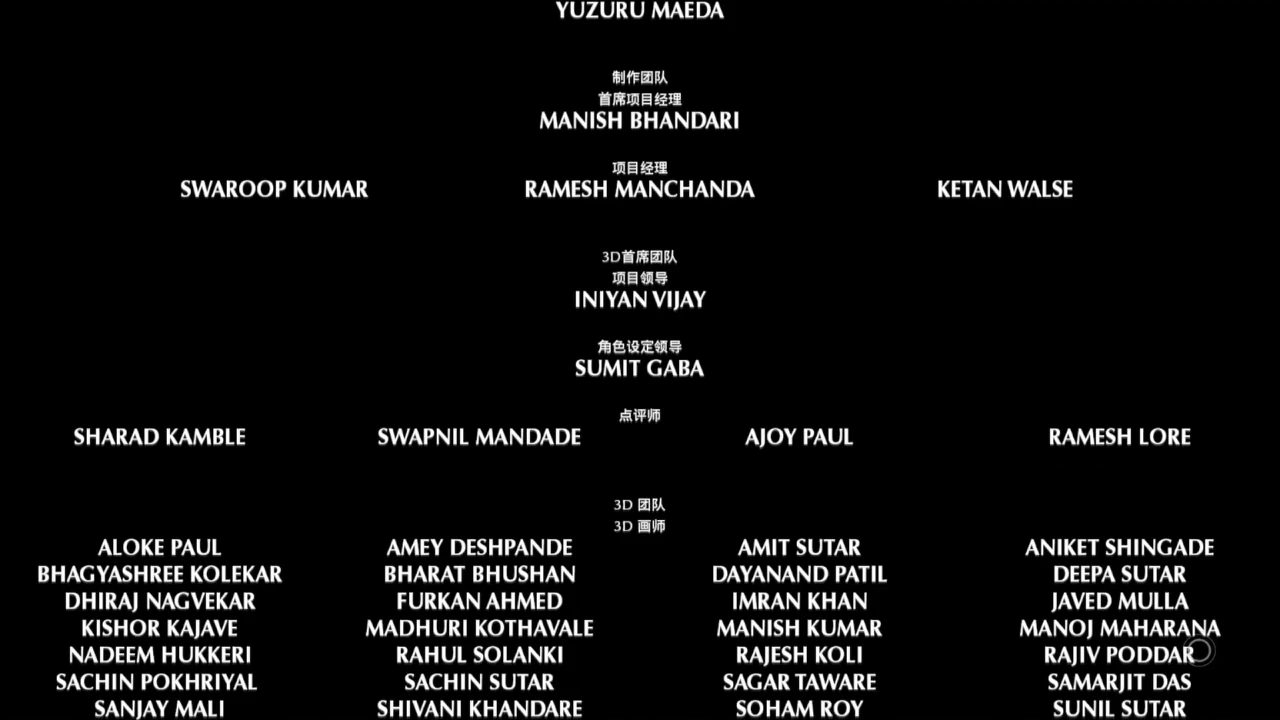 YUZURU MAEDA
制作团队
首席项目经理
MANISH BHANDARI
项目经理
SWAROOP KUMAR RAMESH MANCHANDA KETAN WALSE
3D首席团队
项目领导
INIYAN VIJAY
角色设定领导
SUMIT GABA
点评师
SHARAD KAMBLE SWAPNIL MANDADE AJOY PAUL RAMESH LORE
3D 团队
3D 画师
ALOKE PAUL AMEY DESHPANDE AMIT SUTAR ANIKET SHINGADE
BHAGYASHREE KOLEKAR BHARAT BHUSHAN DAYANAND PATIL DEEPA SUTAR
DHIRAJ NAGVEKAR FURKAN AHMED IMRAN KHAN JAVED MULLA
KISHOR KAJAVE MADHURI KOTHAVALE MANISH KUMAR MANOJ MAHARANA
NADEEM HUKKERI RAHUL SOLANKI RAJESH KOLI RAJIV PODDAR
SACHIN POKHRIYAL SACHIN SUTAR SAGAR TAWARE SAMARJIT DAS
SANJAY MALI SHIVANI KHANDARE SOHAM ROY SUNIL SUTAR